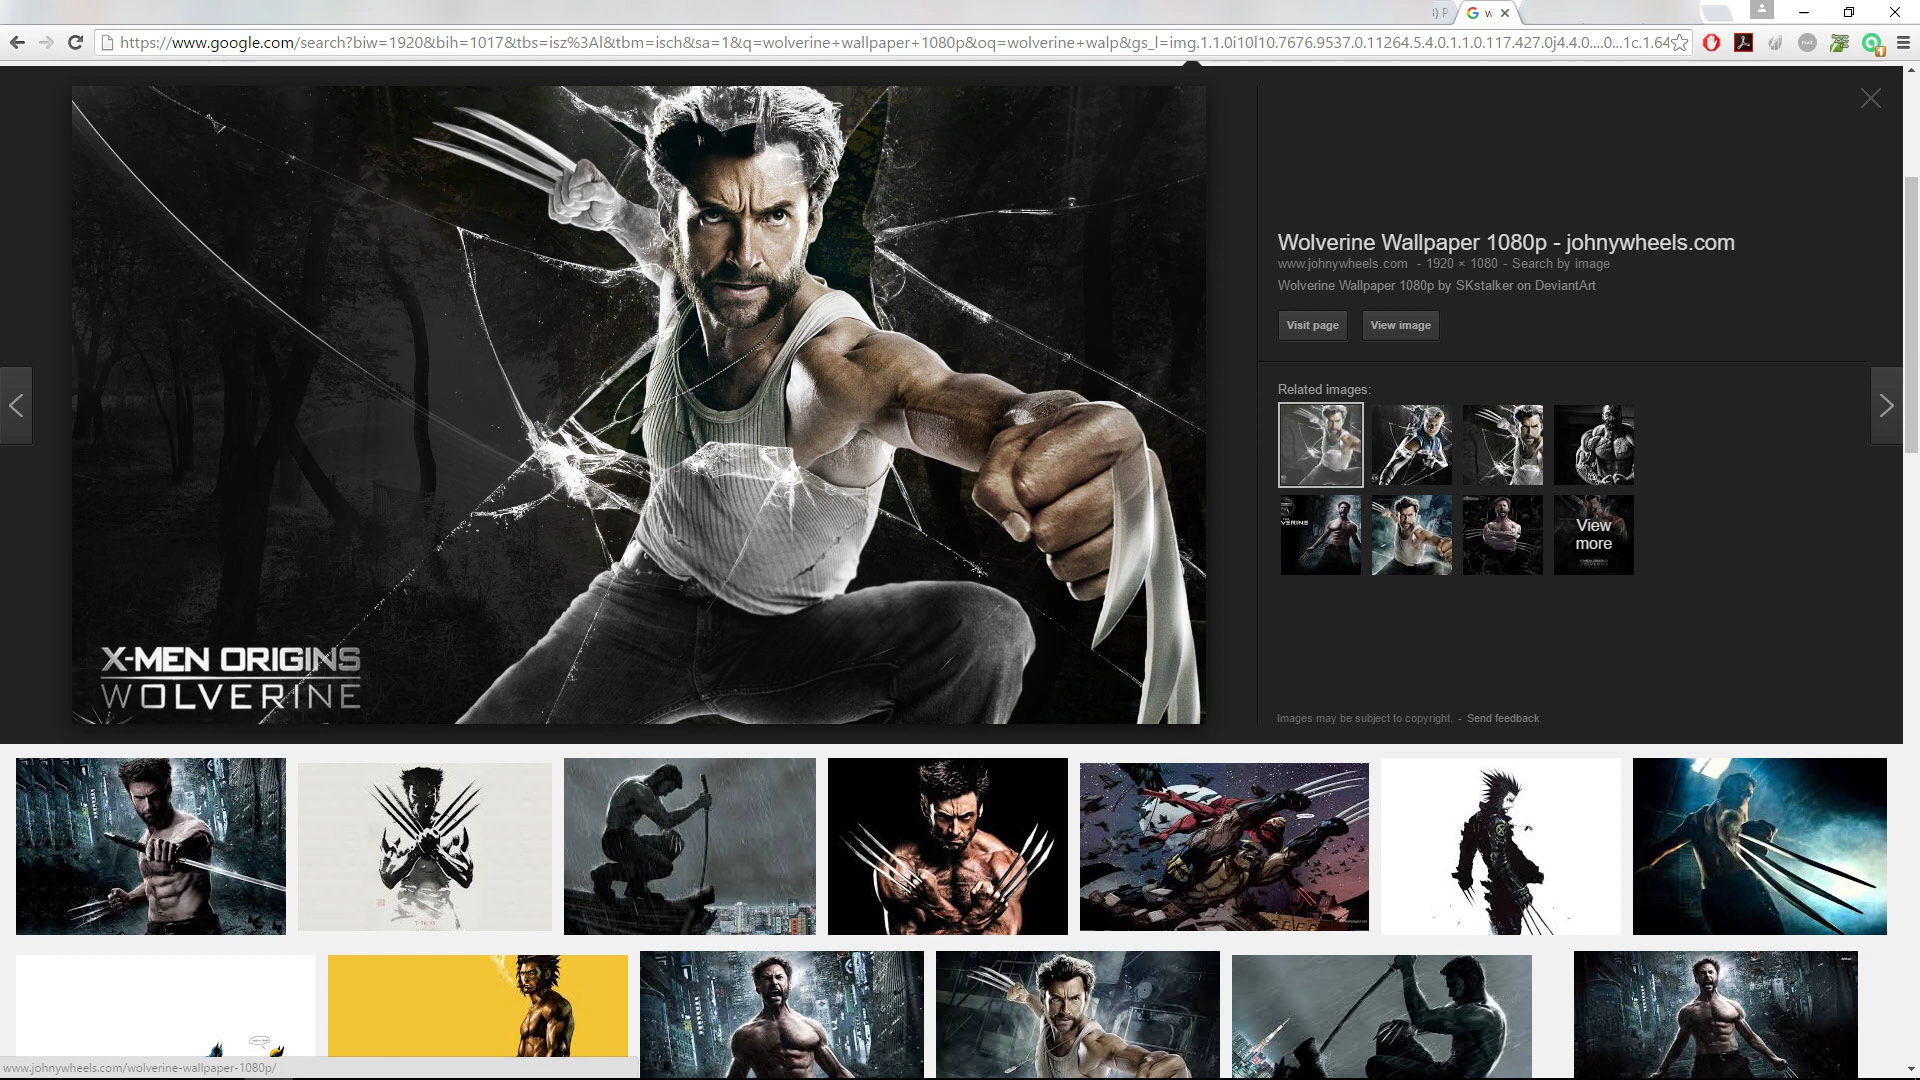 https://www.google.com/search?biw=1920&bih=1017&tbs=isz%3Al&tbm=isch&sa=1&q=wolverine+wallpaper+1080p&oq=wolverine+walp&gs_l=img.1.1.0i10l10.7676.9537.0.11264.5.4.0.1.1.0.117.427.0j4.4.0....0...1c.1.64
X-MEN ORIGINS
WOLVERINE
Wolverine Wallpaper 1080p - johnywheels.com
www.johnywheels.com - 1920 × 1080 - Search by image
Wolverine Wallpaper 1080p by SKstalker on DeviantArt
Visit page
View image
Related images:
View
more
Images may be subject to copyright. - Send feedback
www.johnywheels.com/wolverine-wallpaper-1080p/